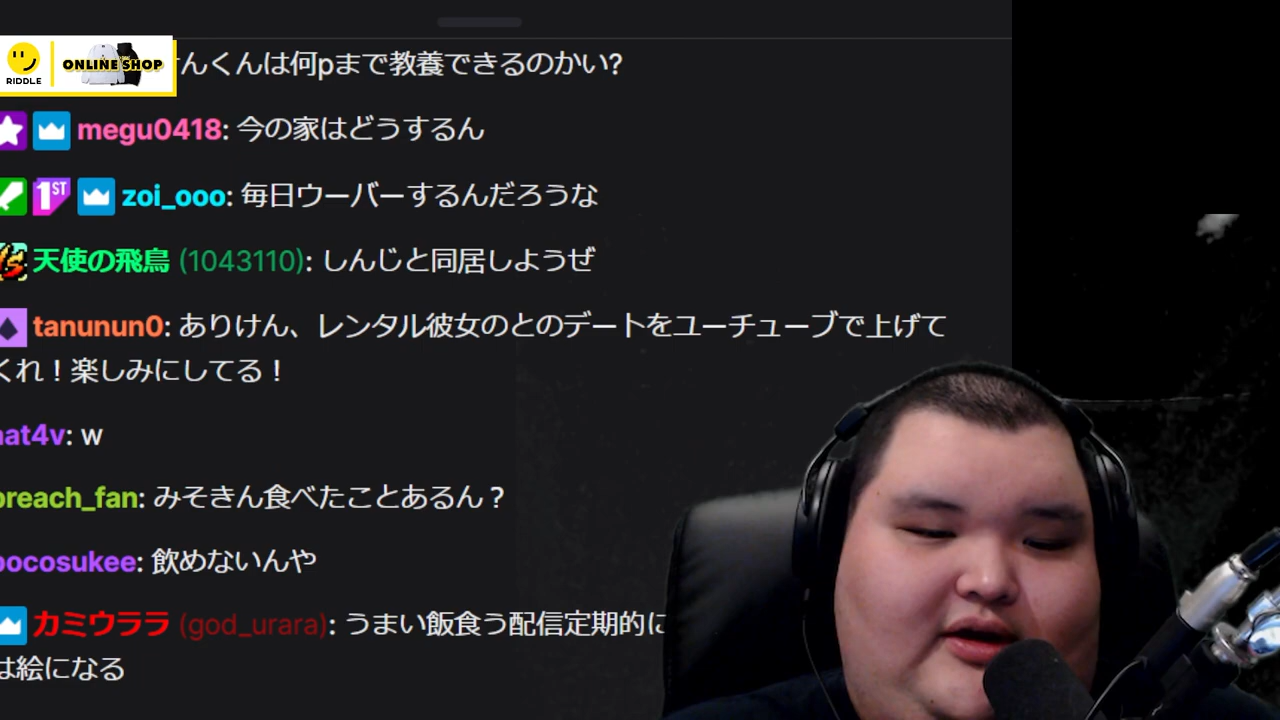 RIDDLE
ONLINE SHOP
んくんは何pまで教養できるのかい?
megu0418: 今の家はどうするん
1ST zoi_ooo: 毎日ウーバーするんだろうな
天使の飛鳥 (1043110): しんじと同居しようぜ
tanunun0: ありけん、レンタル彼女のとのデートをユーチューブで上げて
くれ！楽しみにしてる！
at4v: w
reach_fan: みそきん食べたことあるん？
ocosukee: 飲めないんや
カミウララ (god_urara): うまい飯食う配信定期的に
は絵になる